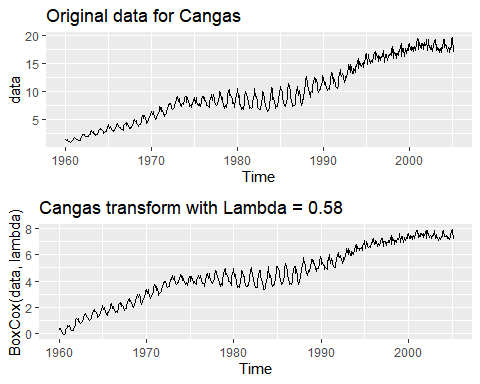 Original data for Cangas
data
20
15
10
5
1960 1970 1980 1990 2000
Time
Cangas transform with Lambda = 0.58
BoxCox(data, lambda)
8
6
4
2
0
1960 1970 1980 1990 2000
Time